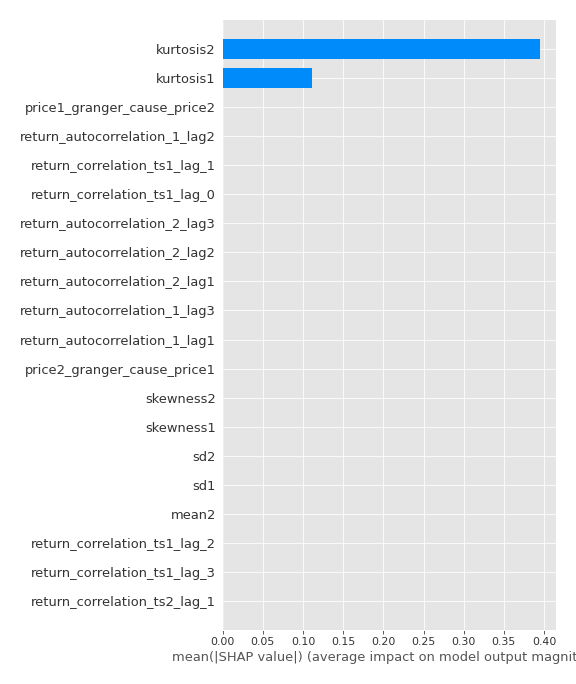 kurtosis2
kurtosis1
price1_granger_cause_price2
return_autocorrelation_1_lag2
return_correlation_ts1_lag_1
return_correlation_ts1_lag_0
return_autocorrelation_2_lag3
return_autocorrelation_2_lag2
return_autocorrelation_2_lag1
return_autocorrelation_1_lag3
return_autocorrelation_1_lag1
price2_granger_cause_price1
skewness2
skewness1
sd2
sd1
mean2
return_correlation_ts1_lag_2
return_correlation_ts1_lag_3
return_correlation_ts2_lag_1
0.00 0.05 0.10 0.15 0.20 0.25 0.30 0.35 0.40
mean(|SHAP value|) (average impact on model output magnit